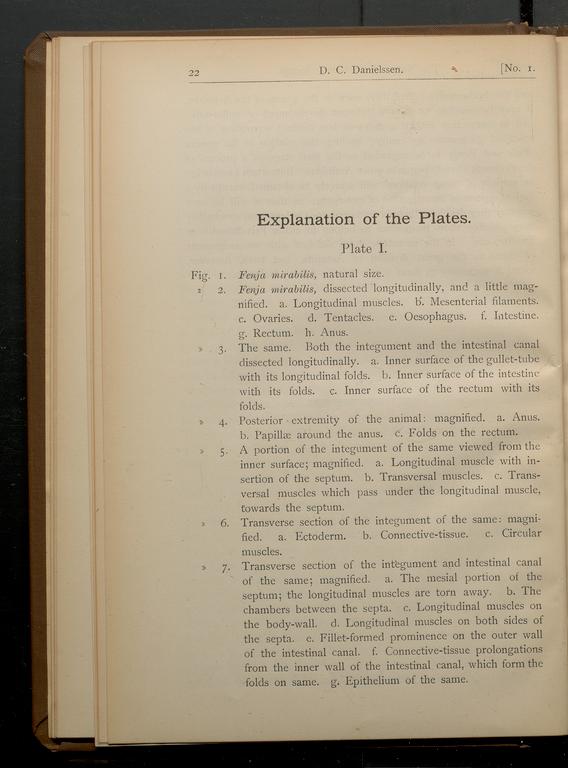 22 D. C. Danielssen. [No. 1.
Explanation of the Plates.
Plate I.
Fig. 1. Fenja mirabilis, natural size.
» 2. Fenja mirabilis, dissected longitudinally, and a little mag-
nified. a. Longitudinal muscles. b. Mesenterial filaments.
c. Ovaries. d. Tentacles. e. Oesophagus. f. Intestine.
g. Rectum. h. Anus.
» 3. The same. Both the integument and the intestinal canal
dissected longitudinally. a. Inner surface of the gullet-tube
with its longitudinal folds. b. Inner surface of the intestine
with its folds. c. Inner surface of the rectum with its
folds.
» 4. Posterior extremity of the animal: magnified. a. Anus.
b. Papillæ around the anus. c. Folds on the rectum.
» 5. A portion of the integument of the same viewed from the
inner surface; magnified. a. Longitudinal muscle with in-
sertion of the septum. b. Transversal muscles. c. Trans-
versal muscles which pass under the longitudinal muscle,
towards the septum.
» 6. Transverse section of the integument of the same: magni-
fied. a. Ectoderm. b. Connective-tissue. c. Circular
muscles.
» 7. Transverse section of the integument and intestinal canal
of the same; magnified. a. The mesial portion of the
septum; the longitudinal muscles are torn away. b. The
chambers between the septa. c. Longitudinal muscles on
the body-wall. d. Longitudinal muscles on both sides of
the septa. e. Fillet-formed prominence on the outer wall
of the intestinal canal. f. Connective-tissue prolongations
from the inner wall of the intestinal canal, which form the
folds on same. g. Epithelium of the same.